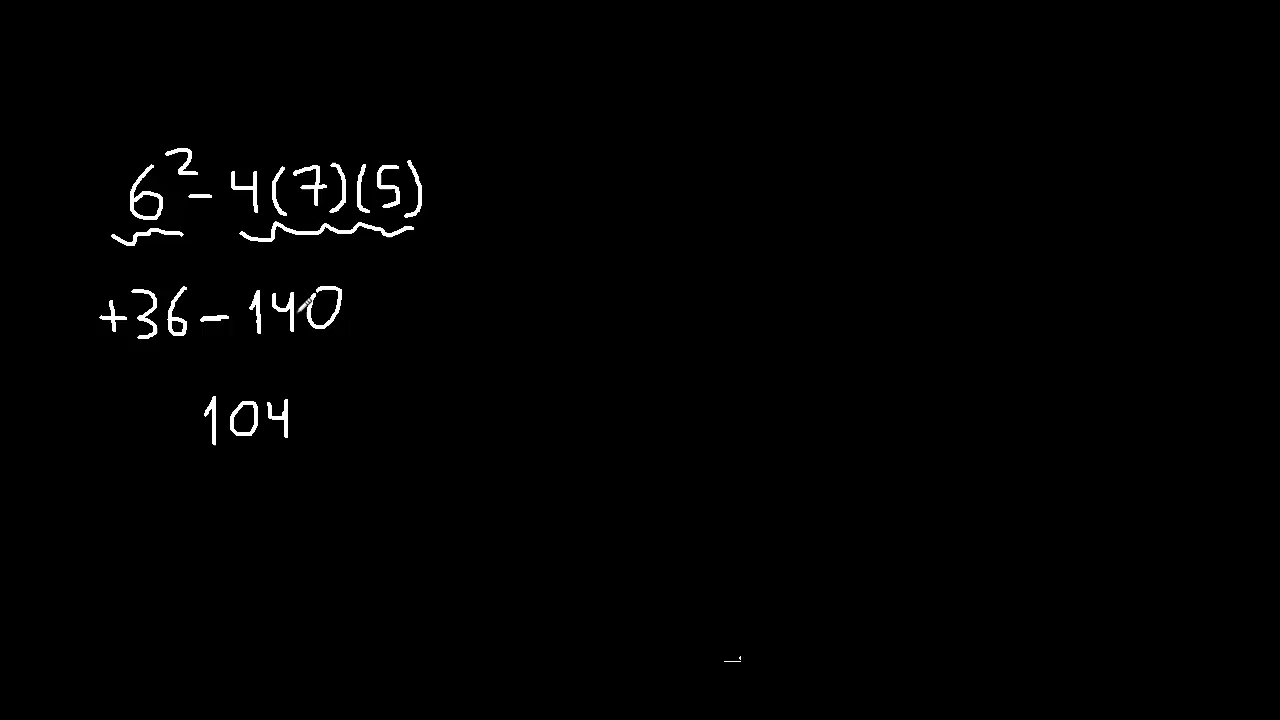 6² - 4(7)(5)
+36 - 140
104